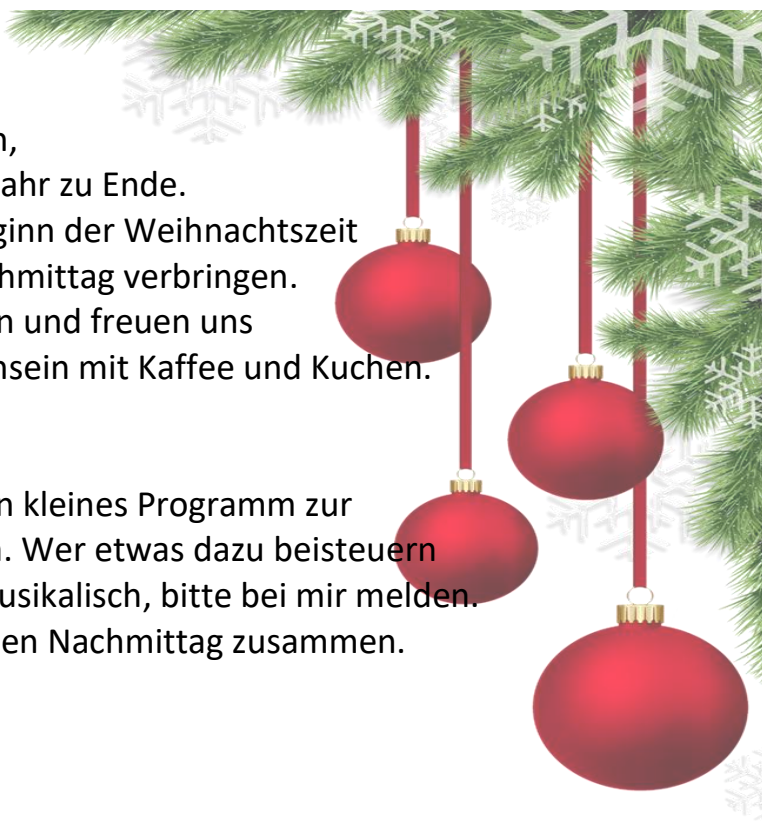 n,
ahr zu Ende.
ginn der Weihnachtszeit
chmittag verbringen.
n und freuen uns
nsein mit Kaffee und Kuchen.
n kleines Programm zur
n. Wer etwas dazu beisteuern
usikalisch, bitte bei mir melden.
en Nachmittag zusammen.